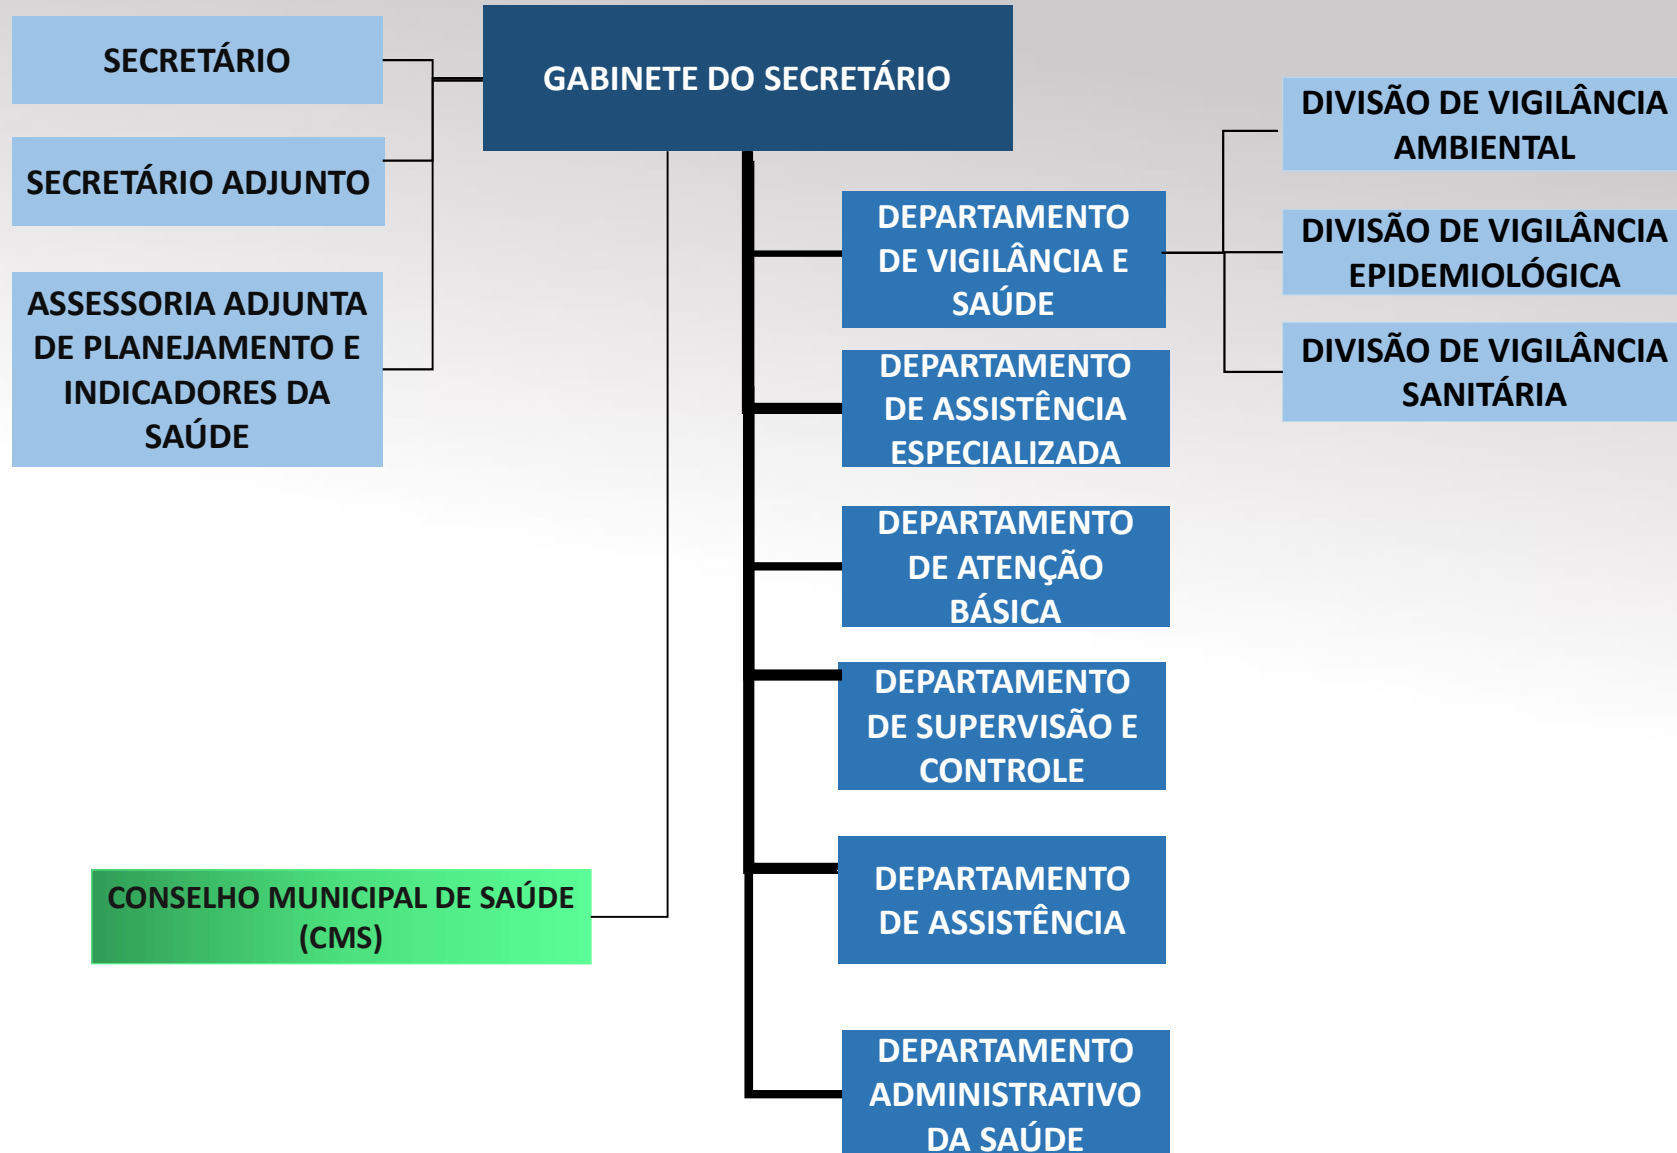 SECRETÁRIO
SECRETÁRIO ADJUNTO
ASSESSORIA ADJUNTA
DE PLANEJAMENTO E
INDICADORES DA
SAÚDE
GABINETE DO SECRETÁRIO
CONSELHO MUNICIPAL DE SAÚDE
(CMS)
DEPARTAMENTO
DE VIGILÂNCIA E
SAÚDE
DEPARTAMENTO
DE ASSISTÊNCIA
ESPECIALIZADA
DEPARTAMENTO
DE ATENÇÃO
BÁSICA
DEPARTAMENTO
DE SUPERVISÃO E
CONTROLE
DEPARTAMENTO
DE ASSISTÊNCIA
DEPARTAMENTO
ADMINISTRATIVO
DA SAÚDE
DIVISÃO DE VIGILÂNCIA
AMBIENTAL
DIVISÃO DE VIGILÂNCIA
EPIDEMIOLÓGICA
DIVISÃO DE VIGILÂNCIA
SANITÁRIA